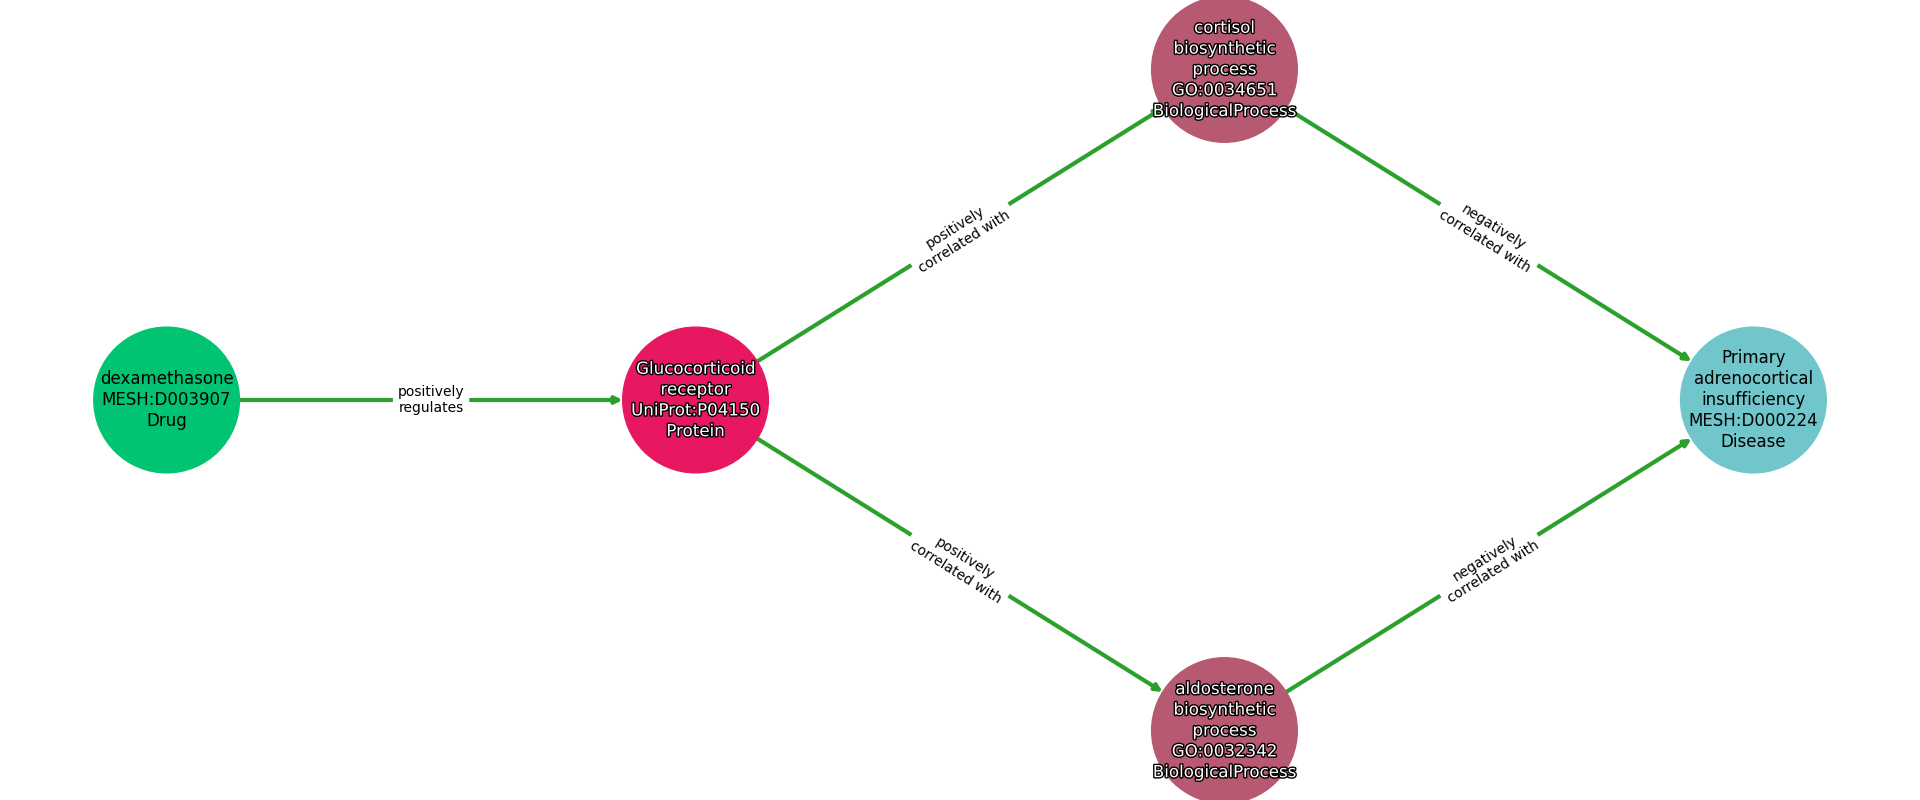 cortisol
biosynthetic
process
GO:0034651
BiologicalProcess
positively
correlated with
negatively
correlated with
dexamethasone
MESH:D003907
Drug
positively
regulates
Glucocorticoid
receptor
UniProt:P04150
Protein
Primary
adrenocortical
insufficiency
MESH:D000224
Disease
positively
correlated with
negatively
correlated with
aldosterone
biosynthetic
process
GO:0032342
BiologicalProcess